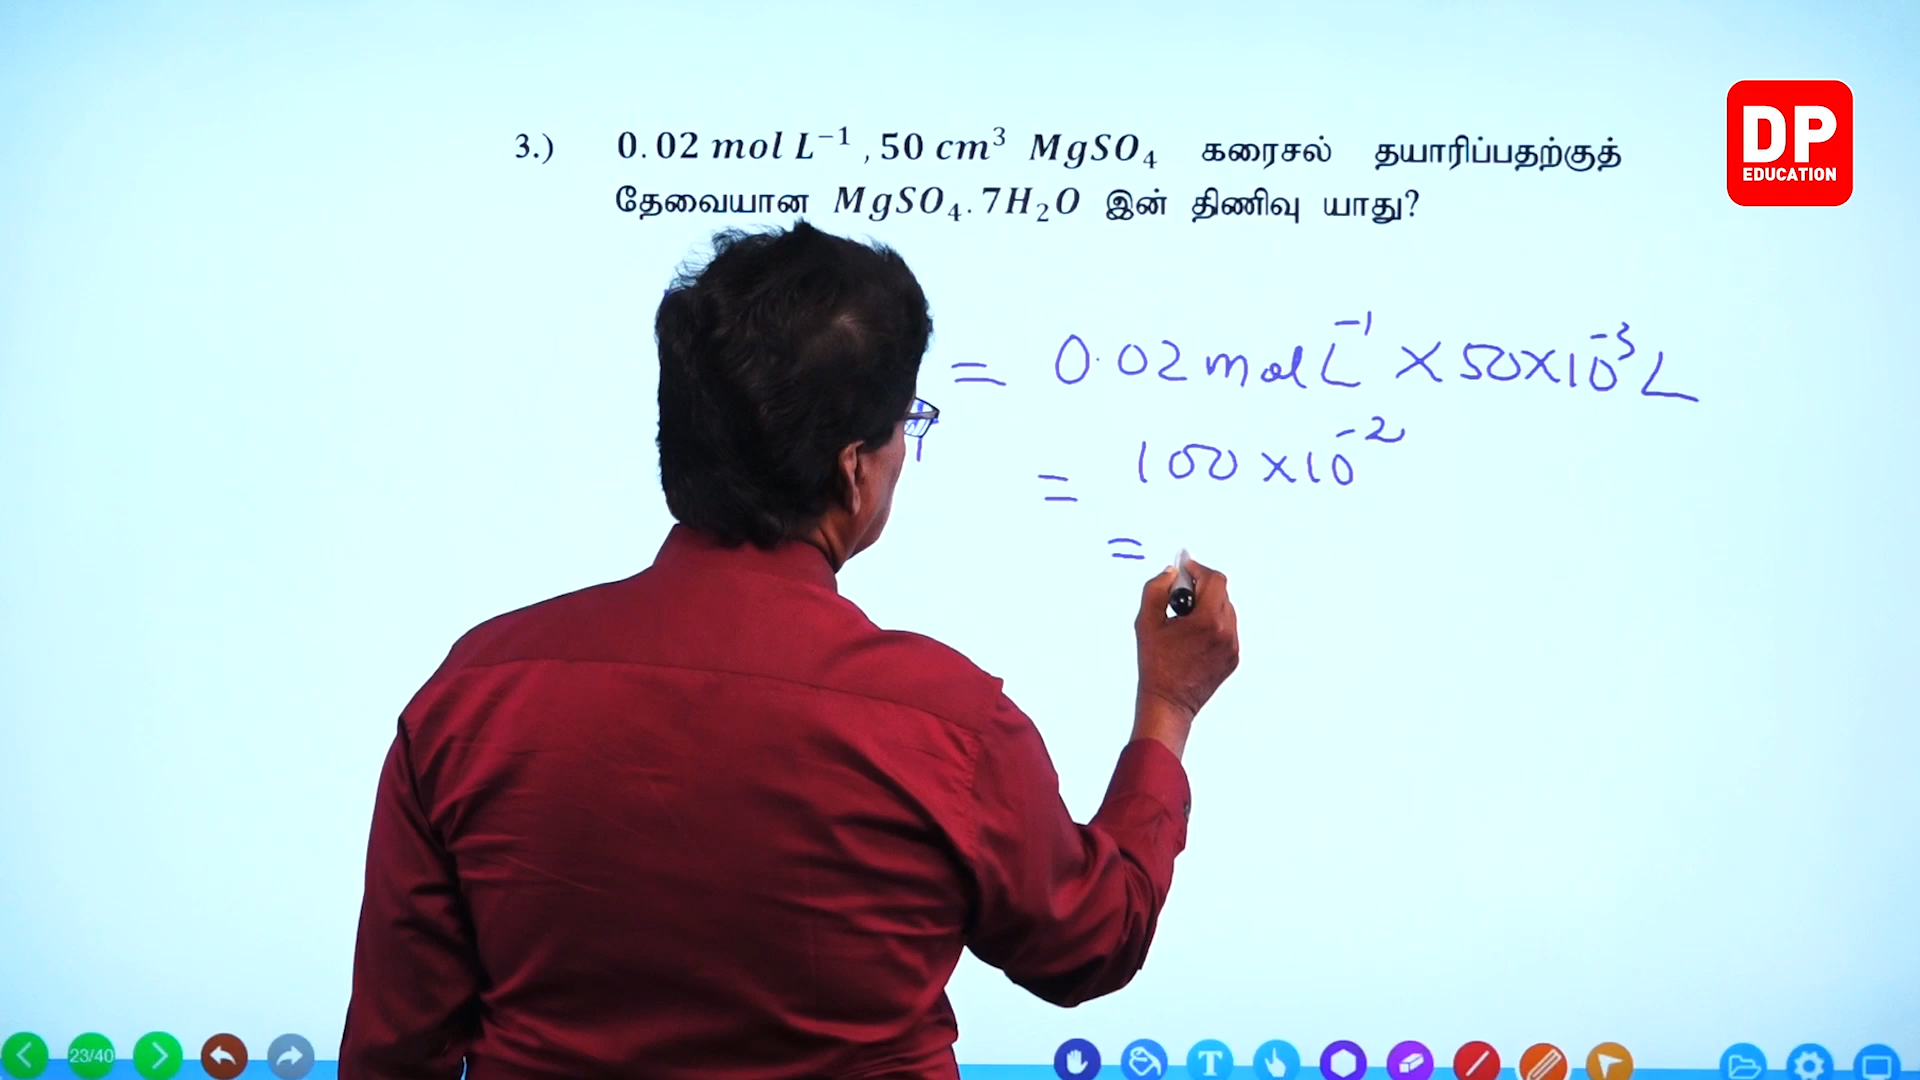 DP
EDUCATION
3.) 0.02 mol L⁻¹ , 50 cm³ MgSO₄ கரைசல் தயாரிப்பதற்குத்
தேவையான MgSO₄. 7H₂O இன் திணிவு யாது?
= 0.02 mol L⁻¹ × 50×10⁻³ L
= 100 ×10⁻²
=
23/40
T